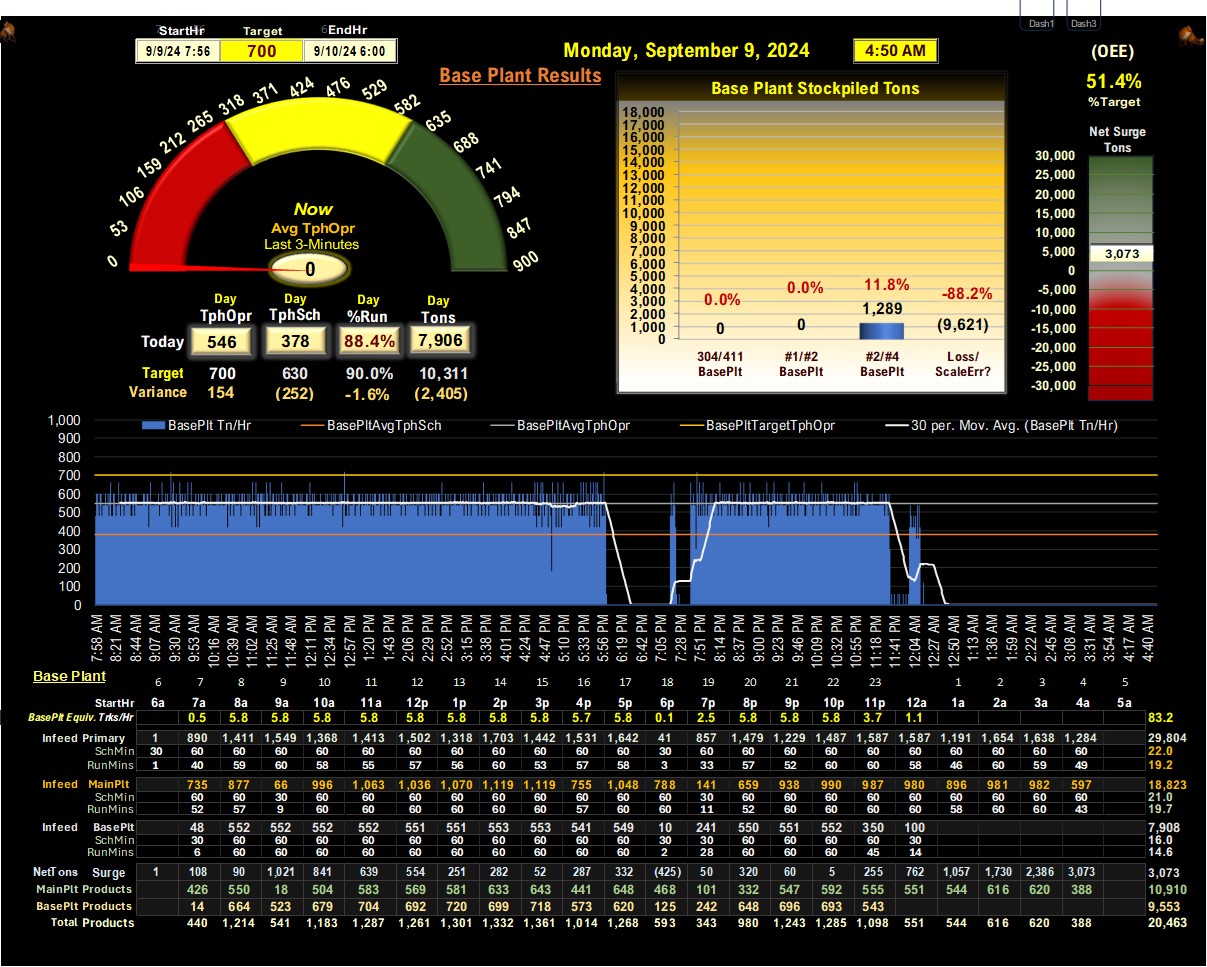 Dash1 Dash3
StartHr Target EndHr
9/9/24 7:56 700 9/10/24 6:00
Monday, September 9, 2024 4:50 AM
(OEE)
51.4%
%Target
Base Plant Results
0 53 106 159 212 265 318 371 424 476 529 582 635 688 741 794 847 900
Now
Avg TphOpr
Last 3-Minutes
0
Day Day Day Day
TphOpr TphSch %Run Tons
Today 546 378 88.4% 7,906
Target 700 630 90.0% 10,311
Variance 154 (252) -1.6% (2,405)
Base Plant Stockpiled Tons
18,000
17,000
16,000
15,000
14,000
13,000
12,000
11,000
10,000
9,000
8,000
7,000
6,000
5,000
4,000
3,000
2,000
1,000
0
0.0% 0.0% 11.8% -88.2%
0 0 1,289 (9,621)
304/411 #1/#2 #2/#4 Loss/
BasePlt BasePlt BasePlt ScaleErr?
Net Surge
Tons
30,000
25,000
20,000
15,000
10,000
5,000
0
-5,000
-10,000
-15,000
-20,000
-25,000
-30,000
3,073
BasePlt Tn/Hr BasePltAvgTphSch BasePltAvgTphOpr BasePltTargetTphOpr 30 per. Mov. Avg. (BasePlt Tn/Hr)
1,000
900
800
700
600
500
400
300
200
100
0
7:58 AM 8:21 AM 8:44 AM 9:07 AM 9:30 AM 9:53 AM 10:16 AM 10:39 AM 11:02 AM 11:25 AM 11:48 AM 12:11 PM 12:34 PM 12:57 PM 1:20 PM 1:43 PM 2:06 PM 2:29 PM 2:52 PM 3:15 PM 3:38 PM 4:01 PM 4:24 PM 4:47 PM 5:10 PM 5:33 PM 5:56 PM 6:19 PM 6:42 PM 7:05 PM 7:28 PM 7:51 PM 8:14 PM 8:37 PM 9:00 PM 9:23 PM 9:46 PM 10:09 PM 10:32 PM 10:55 PM 11:18 PM 11:41 PM 12:04 AM 12:27 AM 12:50 AM 1:13 AM 1:36 AM 1:59 AM 2:22 AM 2:45 AM 3:08 AM 3:31 AM 3:54 AM 4:17 AM 4:40 AM
Base Plant
6 7 8 9 10 11 12 13 14 15 16 17 18 19 20 21 22 23 1 2 3 4 5
StartHr 6a 7a 8a 9a 10a 11a 12p 1p 2p 3p 4p 5p 6p 7p 8p 9p 10p 11p 12a 1a 2a 3a 4a 5a
BasePlt Equiv. Trks/Hr 0.5 5.8 5.8 5.8 5.8 5.8 5.8 5.8 5.8 5.7 5.8 0.1 2.5 5.8 5.8 5.8 3.7 1.1 83.2
Infeed Primary 1 890 1,411 1,549 1,368 1,413 1,502 1,318 1,703 1,442 1,531 1,642 41 857 1,479 1,229 1,487 1,587 1,587 1,191 1,654 1,638 1,284 29,804
SchMin 30 60 60 60 60 60 60 60 60 60 60 60 30 60 60 60 60 60 60 60 60 60 60 22.0
RunMins 1 40 59 60 58 55 57 56 60 53 57 58 3 33 57 52 60 60 58 46 60 59 49 19.2
Infeed MainPlt 735 877 66 996 1,063 1,036 1,070 1,119 1,119 755 1,048 788 141 659 938 990 987 980 896 981 982 597 18,823
SchMin 60 60 30 60 60 60 60 60 60 60 60 60 30 60 60 60 60 60 60 60 60 60 21.0
RunMins 52 57 9 60 60 60 60 60 60 57 60 60 11 52 60 60 60 60 58 60 60 43 19.7
Infeed BasePlt 48 552 552 552 552 551 551 553 553 541 549 10 241 550 551 552 350 100 7,908
SchMin 30 60 60 60 60 60 60 60 60 60 60 30 30 60 60 60 60 30 16.0
RunMins 6 60 60 60 60 60 60 60 60 60 60 2 28 60 60 60 45 14 14.6
NetTons Surge 1 108 90 1,021 841 639 554 251 282 52 287 332 (425) 50 320 60 5 255 762 1,057 1,730 2,386 3,073 3,073
MainPlt Products 426 550 18 504 583 569 581 633 643 441 648 468 101 332 547 592 555 551 544 616 620 388 10,910
BasePlt Products 14 664 523 679 704 692 720 699 718 573 620 125 242 648 696 693 543 9,553
Total Products 440 1,214 541 1,183 1,287 1,261 1,301 1,332 1,361 1,014 1,268 593 343 980 1,243 1,285 1,098 551 544 616 620 388 20,463